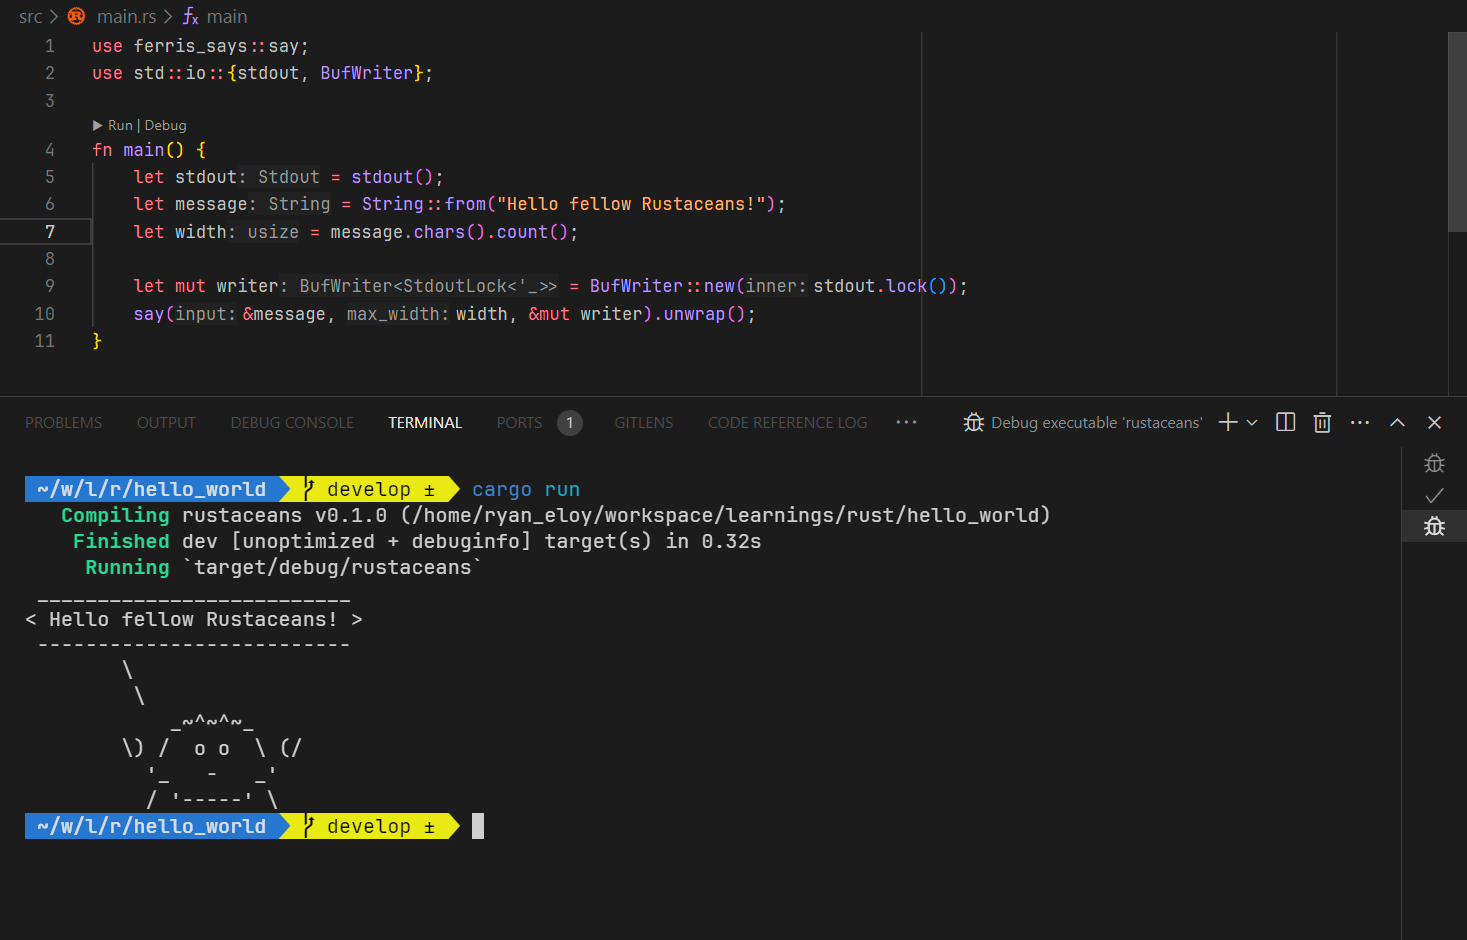 src > main.rs > main
1 use ferris_says::say;
2 use std::io::{stdout, BufWriter};
3
▶ Run | Debug
4 fn main() {
5     let stdout: Stdout = stdout();
6     let message: String = String::from("Hello fellow Rustaceans!");
7     let width: usize = message.chars().count();
8
9     let mut writer: BufWriter<StdoutLock<'_>> = BufWriter::new(inner: stdout.lock());
10     say(input: &message, max_width: width, &mut writer).unwrap();
11 }
PROBLEMS OUTPUT DEBUG CONSOLE TERMINAL PORTS 1 GITLENS CODE REFERENCE LOG ··· Debug executable 'rustaceans'
~/w/l/r/hello_world develop ± cargo run
   Compiling rustaceans v0.1.0 (/home/ryan_eloy/workspace/learnings/rust/hello_world)
    Finished dev [unoptimized + debuginfo] target(s) in 0.32s
     Running `target/debug/rustaceans`
 __________________________
< Hello fellow Rustaceans! >
 --------------------------
        \
         \
            _~^~^~_
        \) /  o o  \ (/
          '_   -   _'
          / '-----' \
~/w/l/r/hello_world develop ±